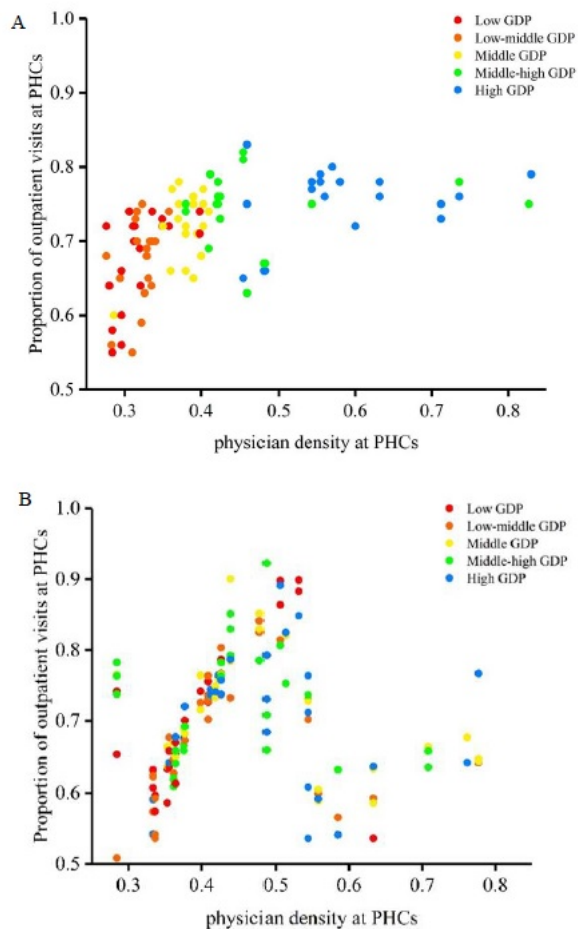 A
Low GDP
Low-middle GDP
Middle GDP
Middle-high GDP
High GDP
Proportion of outpatient visits at PHCs
1.0
0.9
0.8
0.7
0.6
0.5
0.3 0.4 0.5 0.6 0.7 0.8
physician density at PHCs
B
Low GDP
Low-middle GDP
Middle GDP
Middle-high GDP
High GDP
Proportion of outpatient visits at PHCs
1.0
0.9
0.8
0.7
0.6
0.5
0.3 0.4 0.5 0.6 0.7 0.8
physician density at PHCs